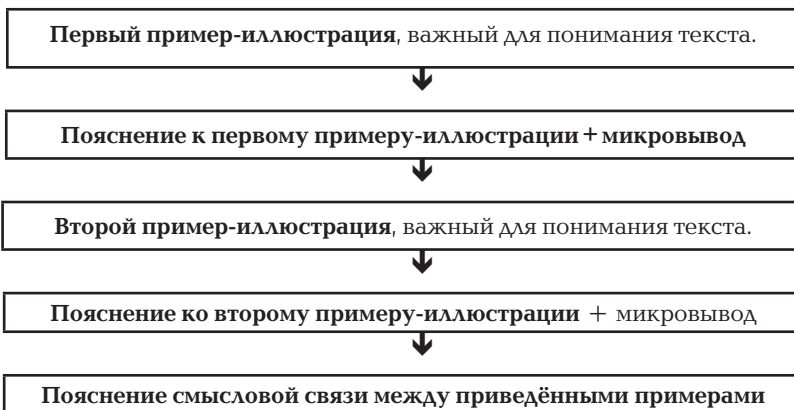 Первый пример-иллюстрация, важный для понимания текста.
Пояснение к первому примеру-иллюстрации + микровывод
Второй пример-иллюстрация, важный для понимания текста.
Пояснение ко второму примеру-иллюстрации + микровывод
Пояснение смысловой связи между приведёнными примерами